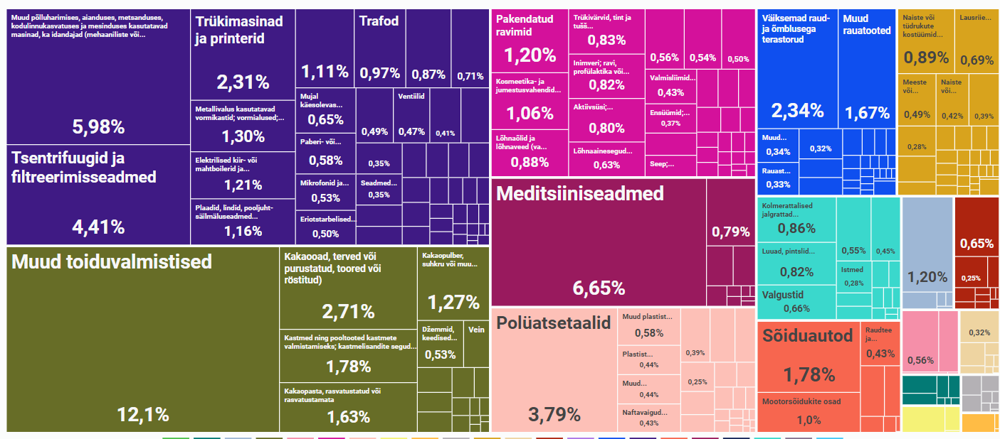 Muud põlluharimises, aianduses, metsanduses,
kodulinnukasvatuses ja mesinduses kasutatavad
masinad, ka idandajad (mehaaniliste või...
5,98%
Tsentrifuugid ja
filtreerimisseadmed
4,41%
Trükimasinad
ja printerid
2,31%
Metallivalus kasutatavad
vormikastid; vormialused;...
1,30%
Elektrilised kiir- või
mahtboilerid ja...
1,21%
Plaadid, lindid, pooljuht-
säilmäluseadmed...
1,16%
1,11%
Trafod
0,97%
0,87%
0,71%
Mujal
käesolevas...
0,65%
Paberi- või...
0,58%
Mikrofonid ja...
0,53%
Eriotstarbelised...
0,50%
0,49%
Ventiilid
0,47%
0,41%
0,35%
Seadmed...
0,35%
Muud toiduvalmistised
12,1%
Kakaooad, terved või
purustatud, toored või
röstitud)
2,71%
Kastmed ning pooltooted kastmete
valmistamiseks; kastmelisandite segud...
1,78%
Kakaopasta, rasvatustatud või
rasvatustamata
1,63%
Kakaopulber,
suhkru või muu...
1,27%
Džemmid,
keedised...
0,53%
Vein
Pakendatud
ravimid
1,20%
Kosmeetika- ja
jumestusvahendid...
1,06%
Lõhnaõlid ja
lõhnaveed (va...
0,88%
Trükivärvid, tint ja
tušš...
0,83%
Inimveri; ravi,
profülaktika või...
0,82%
Aktiivsüsi;...
0,80%
Lõhnaainesegud...
0,63%
0,56%
0,54%
0,50%
Valmisliimid...
0,43%
Ensüümid;...
0,37%
Seep;...
Meditsiiniseadmed
6,65%
0,79%
Polüatsetaalid
3,79%
Muud plastist...
0,58%
Plastist...
0,44%
Muud...
0,44%
Naftavaigud...
0,43%
0,39%
0,25%
Väiksemad raud-
ja õmblusega
terastorud
2,34%
Muud
rauatooted
1,67%
Muud...
0,34%
Rauast...
0,33%
0,32%
Naiste või
tüdrukute
kostüümid...
0,89%
Lausriie...
0,69%
Meeste
või...
0,49%
Naiste
või...
0,42%
0,39%
0,28%
Kolmerattalised
jalgrattad...
0,86%
Luuad, pintslid...
0,82%
Valgustid
0,66%
0,55%
0,45%
Istmed
0,28%
1,20%
0,65%
0,25%
Sõiduautod
1,78%
Mootorsõidukite osad
1,0%
Raudtee
ja...
0,43%
0,56%
0,32%